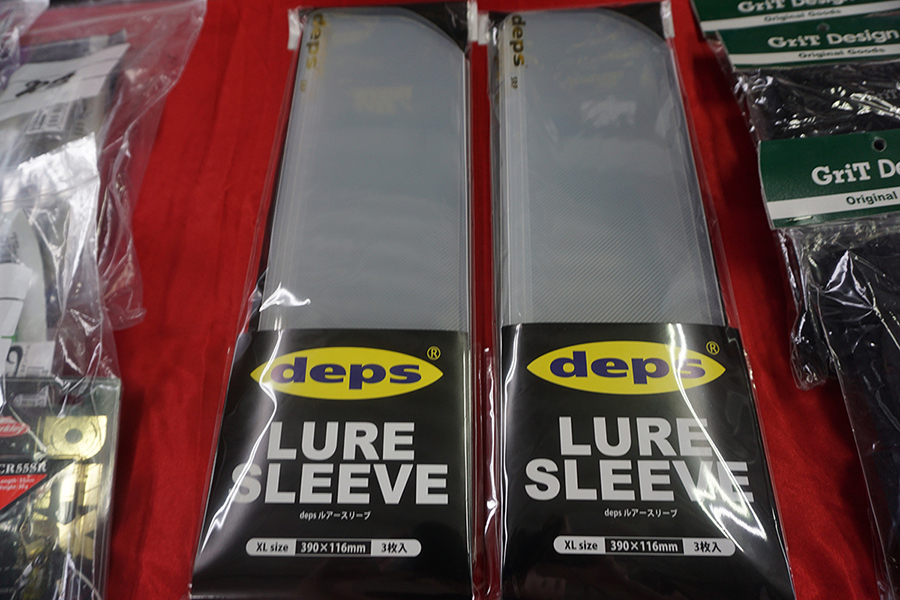 deps
deps
deps®
LURE
SLEEVE
deps ルアースリーブ
XL size 390×116mm 3枚入
deps®
LURE
SLEEVE
deps ルアースリーブ
XL size 390×116mm 3枚入
GriT Design
Original Goods
GriT De
Original
Original Goods
CR55SR